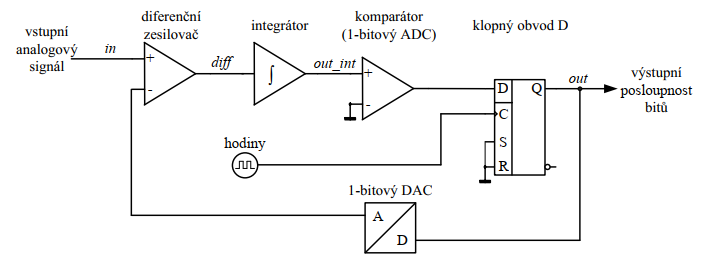 vstupní
analogový
signál
in
diferenční
zesilovač
+
-
diff
integrátor
∫
out_int
komparátor
(1-bitový ADC)
+
-
klopný obvod D
D
Q
C
S
R
out
výstupní
posloupnost
bitů
hodiny
1-bitový DAC
A
D